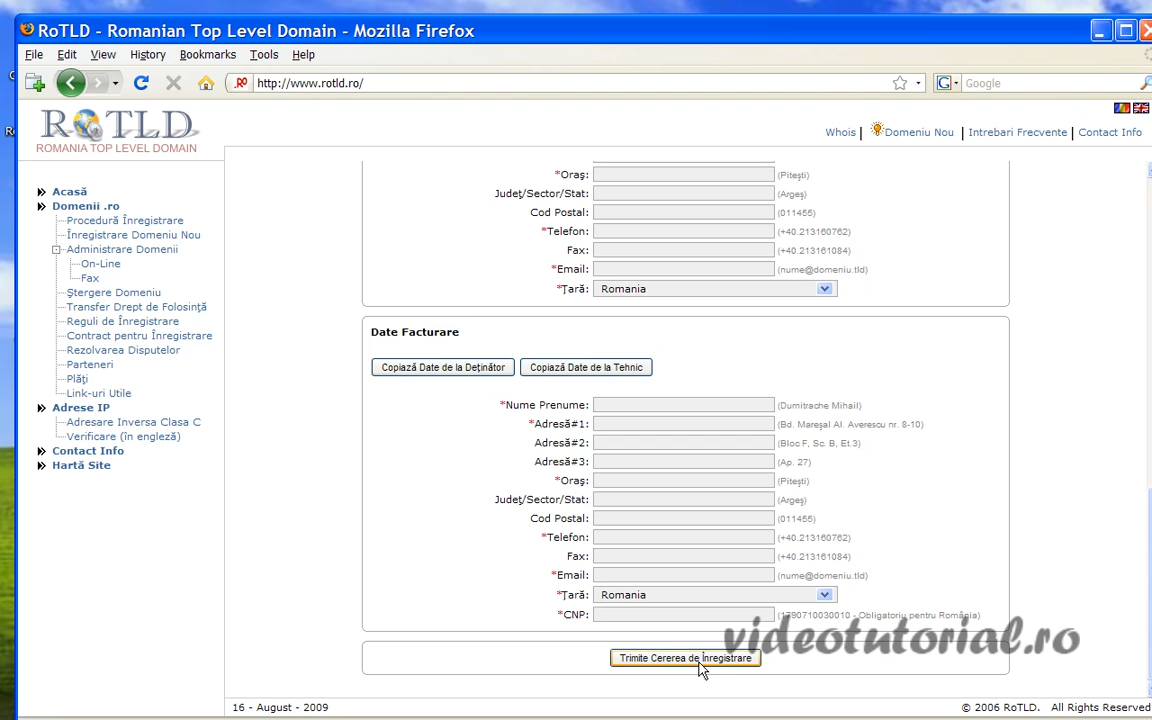 RoTLD - Romanian Top Level Domain - Mozilla Firefox
File Edit View History Bookmarks Tools Help
.RO http://www.rotld.ro/ G Google
ROTLD
ROMANIA TOP LEVEL DOMAIN
Whois | Domeniu Nou | Intrebari Frecvente | Contact Info
Acasă
Domenii .ro
Procedură Înregistrare
Înregistrare Domeniu Nou
Administrare Domenii
On-Line
Fax
Ştergere Domeniu
Transfer Drept de Folosinţă
Reguli de Înregistrare
Contract pentru Înregistrare
Rezolvarea Disputelor
Parteneri
Plăţi
Link-uri Utile
Adrese IP
Adresare Inversa Clasa C
Verificare (în engleză)
Contact Info
Hartă Site
*Oraş: (Piteşti)
Judeţ/Sector/Stat: (Argeş)
Cod Postal: (011455)
*Telefon: (+40.213160762)
Fax: (+40.213161084)
*Email: (nume@domeniu.tld)
*Ţară: Romania
Date Facturare
Copiază Date de la Deţinător Copiază Date de la Tehnic
*Nume Prenume: (Dumitrache Mihail)
*Adresă#1: (Bd. Mareşal Al. Averescu nr. 8-10)
Adresă#2: (Bloc F, Sc. B, Et.3)
Adresă#3: (Ap. 27)
*Oraş: (Piteşti)
Judeţ/Sector/Stat: (Argeş)
Cod Postal: (011455)
*Telefon: (+40.213160762)
Fax: (+40.213161084)
*Email: (nume@domeniu.tld)
*Ţară: Romania
*CNP: (1790710030010 - Obligatoriu pentru România)
videotutorial.ro
Trimite Cererea de Înregistrare
16 - August - 2009 © 2006 RoTLD. All Rights Reserved